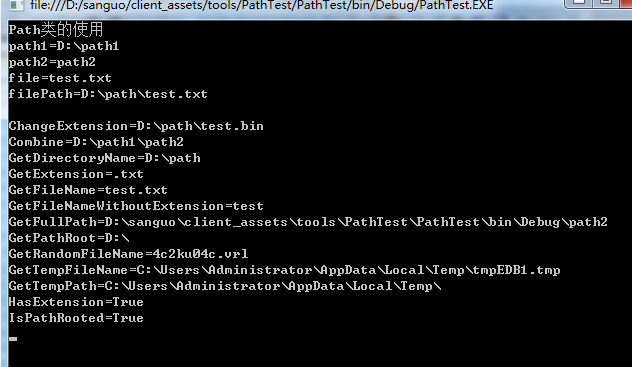 file:///D:/sanguo/client_assets/tools/PathTest/PathTest/bin/Debug/PathTest.EXE
Path类的使用
path1=D:\path1
path2=path2
file=test.txt
filePath=D:\path\test.txt
ChangeExtension=D:\path\test.bin
Combine=D:\path1\path2
GetDirectoryName=D:\path
GetExtension=.txt
GetFileName=test.txt
GetFileNameWithoutExtension=test
GetFullPath=D:\sanguo\client_assets\tools\PathTest\PathTest\bin\Debug\path2
GetPathRoot=D:\
GetRandomFileName=4c2ku04c.vrl
GetTempFileName=C:\Users\Administrator\AppData\Local\Temp\tmpEDB1.tmp
GetTempPath=C:\Users\Administrator\AppData\Local\Temp\
HasExtension=True
IsPathRooted=True